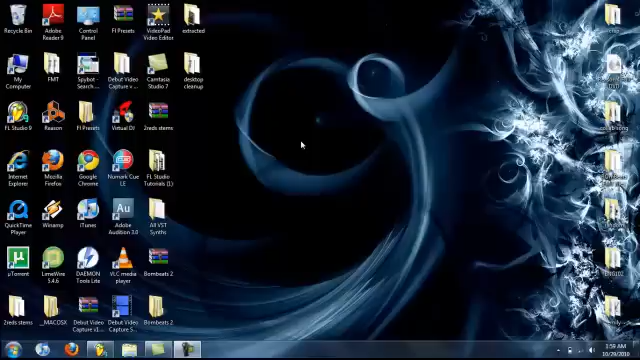 Recycle Bin
Adobe Reader 9
Control Panel
Fl Presets
VideoPad Video Editor
extracted
My Computer
FMT
Spybot - Search ...
Debut Video Capture v ...
Camtasia Studio 7
desktop cleanup
FL Studio 9
Reason
Fl Presets
Virtual DJ
2reds stems
Internet Explorer
Mozilla Firefox
Google Chrome
Numark Cue LE
FL Studio Tutorials (1)
QuickTime Player
Winamp
iTunes
Adobe Audition 3.0
All VST Synths
µTorrent
LimeWire 5.4.6
DAEMON Tools Lite
VLC media player
Bombeats 2
2reds stems
__MACOSX
Debut Video Capture v1...
Debut Video Capture 5...
Bombeats 2
1:59 AM
10/29/2010